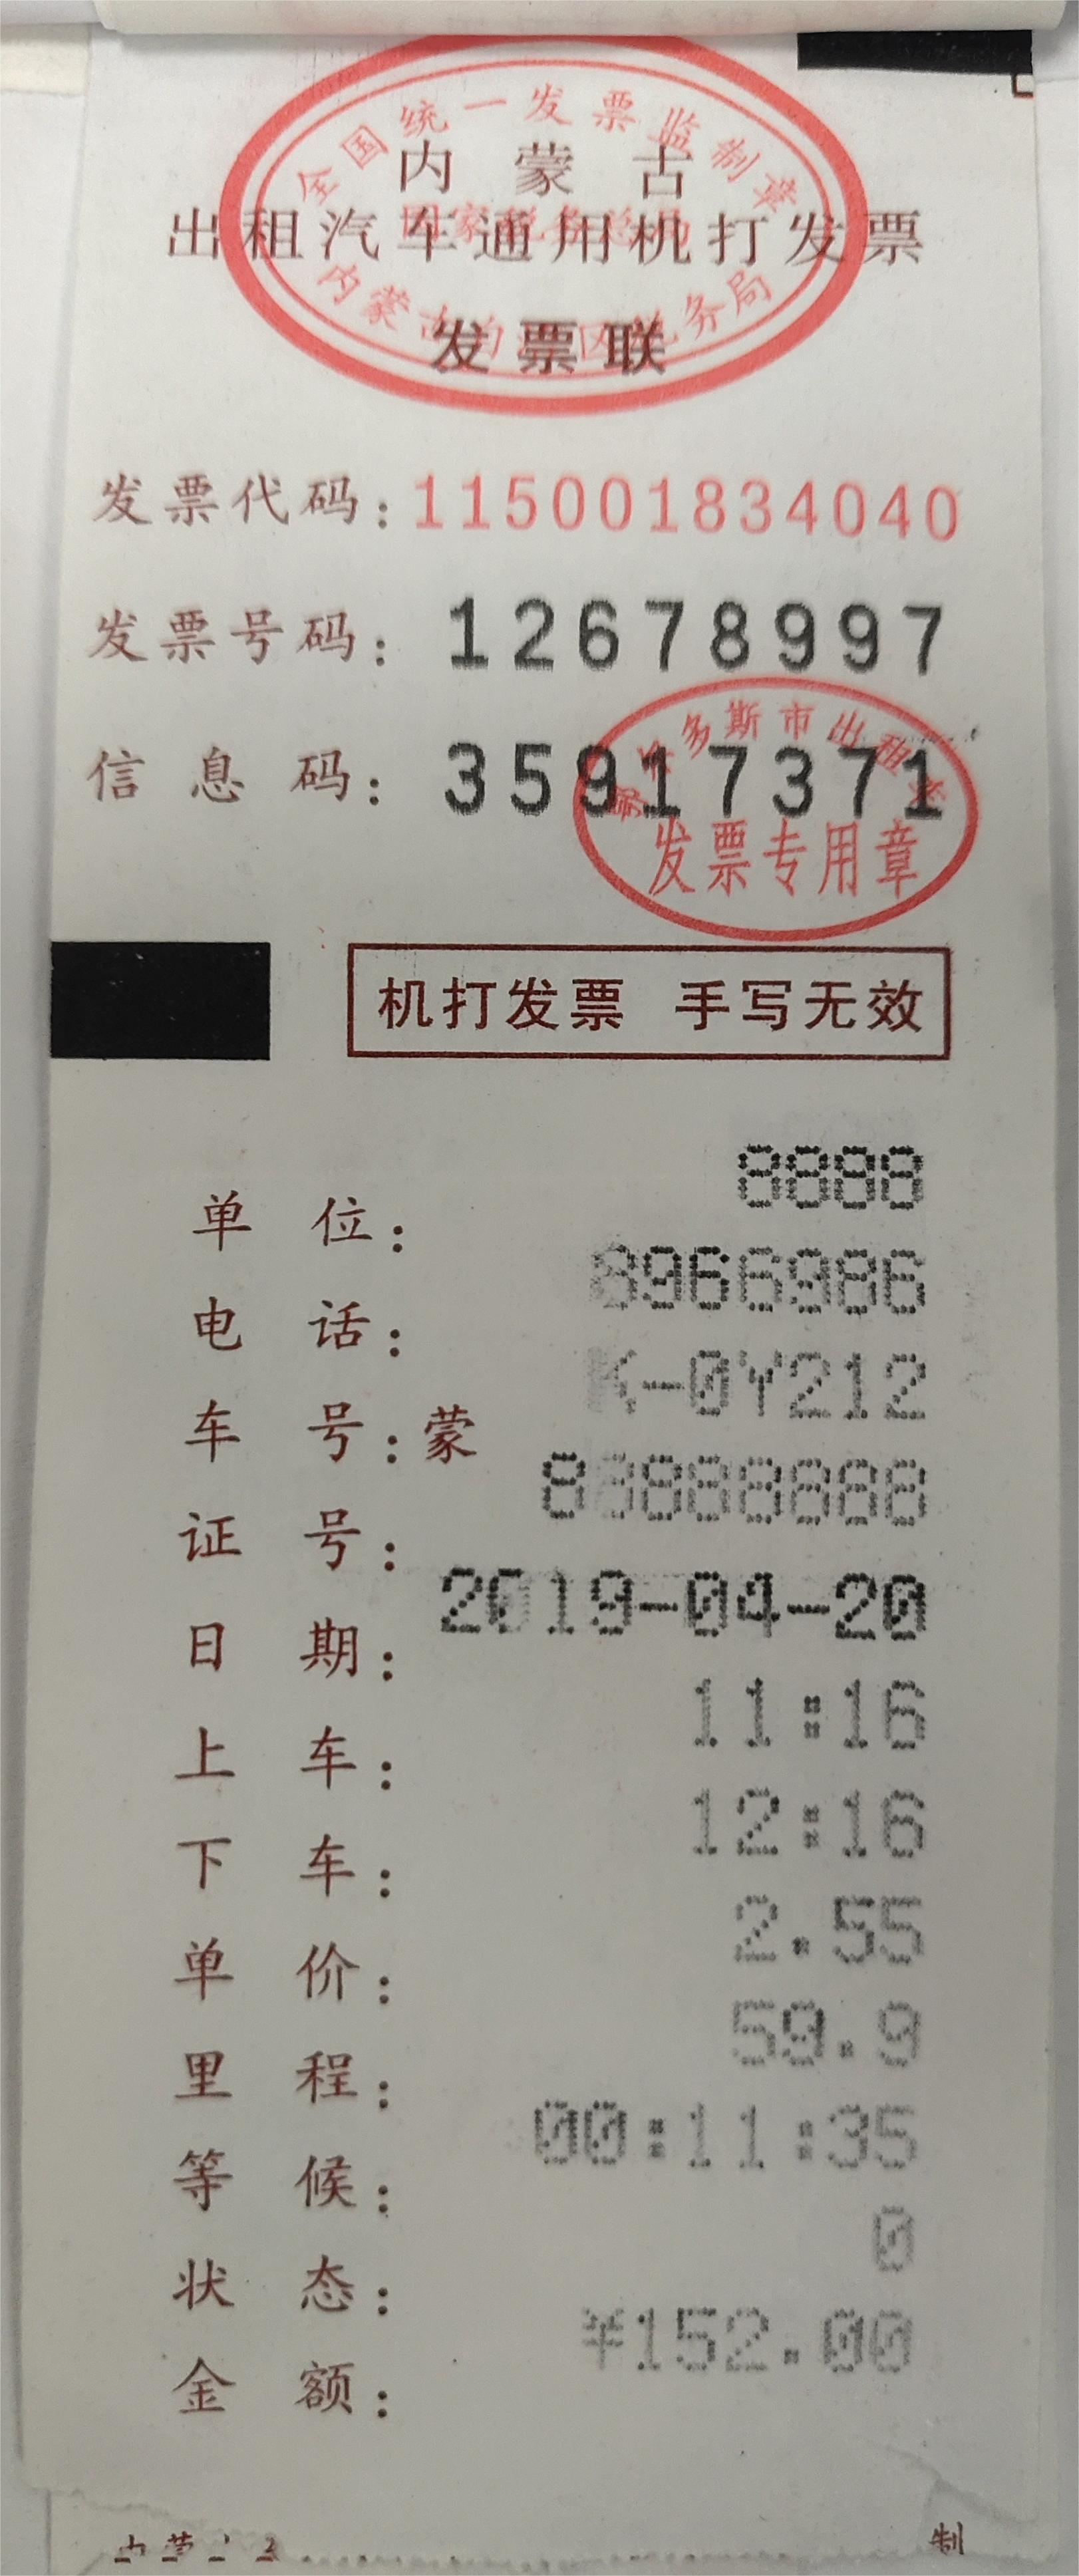 全国统一发票监制章
内蒙古
国家税务总局
出租汽车通用机打发票
内蒙古自治区税务局
发票联
发票代码：115001834040
发票号码：12678997
信息码：35917371
鄂尔多斯市出租汽车
发票专用章
机打发票 手写无效
单位：8888
电话：8966986
车号：蒙K-0Y212
证号：88888888
日期：2019-04-20
上车：11:16
下车：12:16
单价：2.55
里程：59.9
等候：00:11:35
状态：0
金额：¥152.00
制